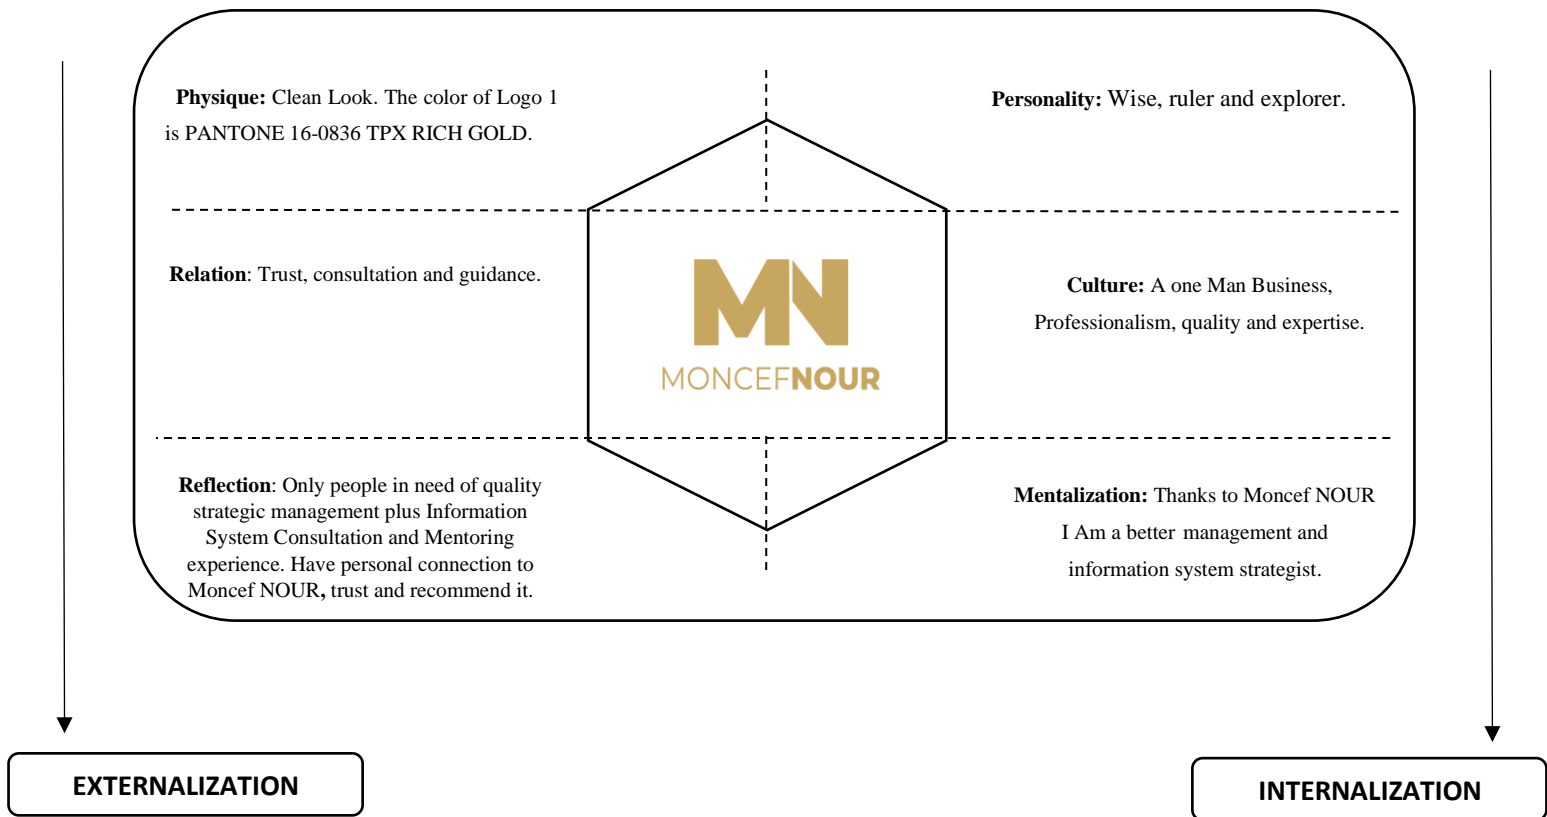 Physique: Clean Look. The color of Logo 1
is PANTONE 16-0836 TPX RICH GOLD.
Personality: Wise, ruler and explorer.
Relation: Trust, consultation and guidance.
MN
MONCEFNOUR
Culture: A one Man Business,
Professionalism, quality and expertise.
Reflection: Only people in need of quality
strategic management plus Information
System Consultation and Mentoring
experience. Have personal connection to
Moncef NOUR, trust and recommend it.
Mentalization: Thanks to Moncef NOUR
I Am a better management and
information system strategist.
EXTERNALIZATION
INTERNALIZATION